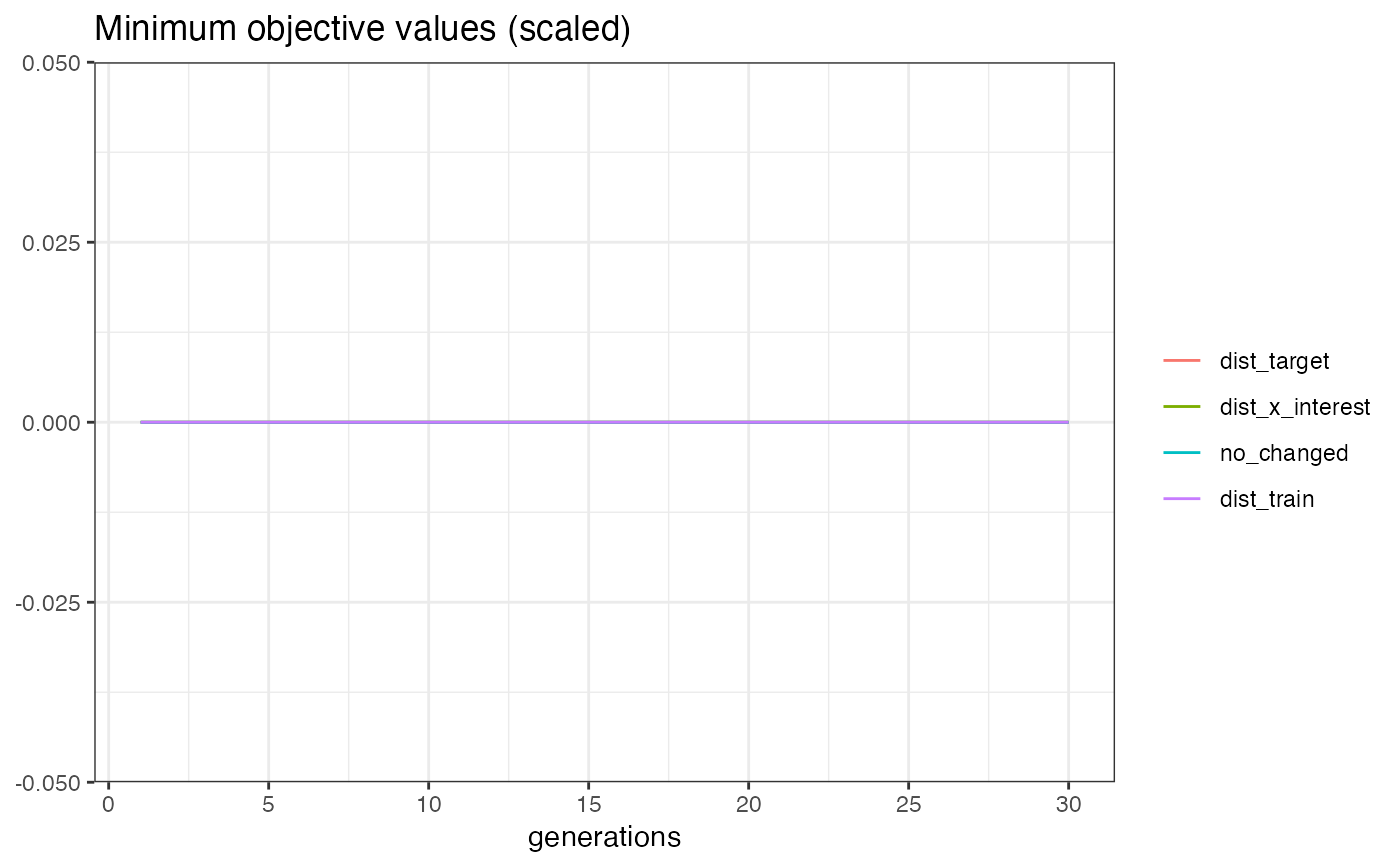 Minimum objective values (scaled)
0.050
0.025
0.000
-0.025
-0.050
0 5 10 15 20 25 30
generations
dist_target
dist_x_interest
no_changed
dist_train